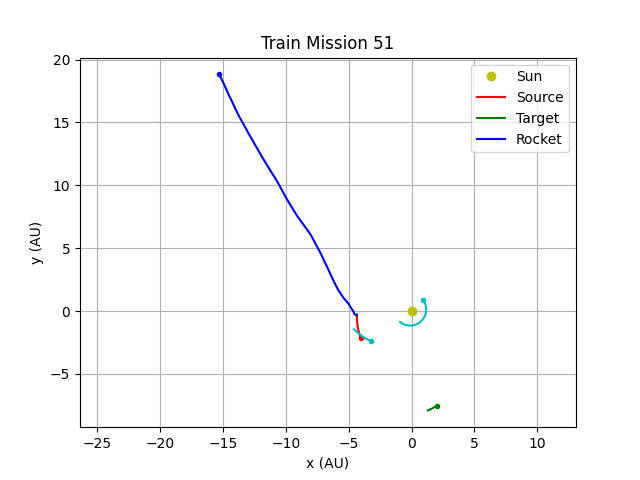 Train Mission 51
Sun
Source
Target
Rocket
20
15
10
5
0
−5
y (AU)
−25 −20 −15 −10 −5 0 5 10
x (AU)